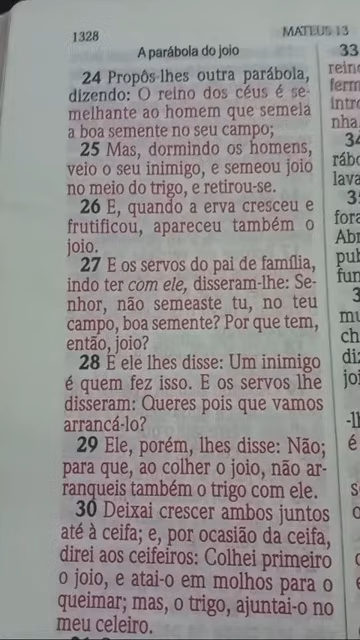 1328
MATEUS 13
A parábola do joio
24 Propôs-lhes outra parábola,
dizendo: O reino dos céus é se-
melhante ao homem que semeia
a boa semente no seu campo;
25 Mas, dormindo os homens,
veio o seu inimigo, e semeou joio
no meio do trigo, e retirou-se.
26 E, quando a erva cresceu e
frutificou, apareceu também o
joio.
27 E os servos do pai de família,
indo ter com ele, disseram-lhe: Se-
nhor, não semeaste tu, no teu
campo, boa semente? Por que tem,
então, joio?
28 E ele lhes disse: Um inimigo
é quem fez isso. E os servos lhe
disseram: Queres pois que vamos
arrancá-lo?
29 Ele, porém, lhes disse: Não;
para que, ao colher o joio, não ar-
ranqueis também o trigo com ele.
30 Deixai crescer ambos juntos
até à ceifa; e, por ocasião da ceifa,
direi aos ceifeiros: Colhei primeiro
o joio, e atai-o em molhos para o
queimar; mas, o trigo, ajuntai-o no
meu celeiro.
33